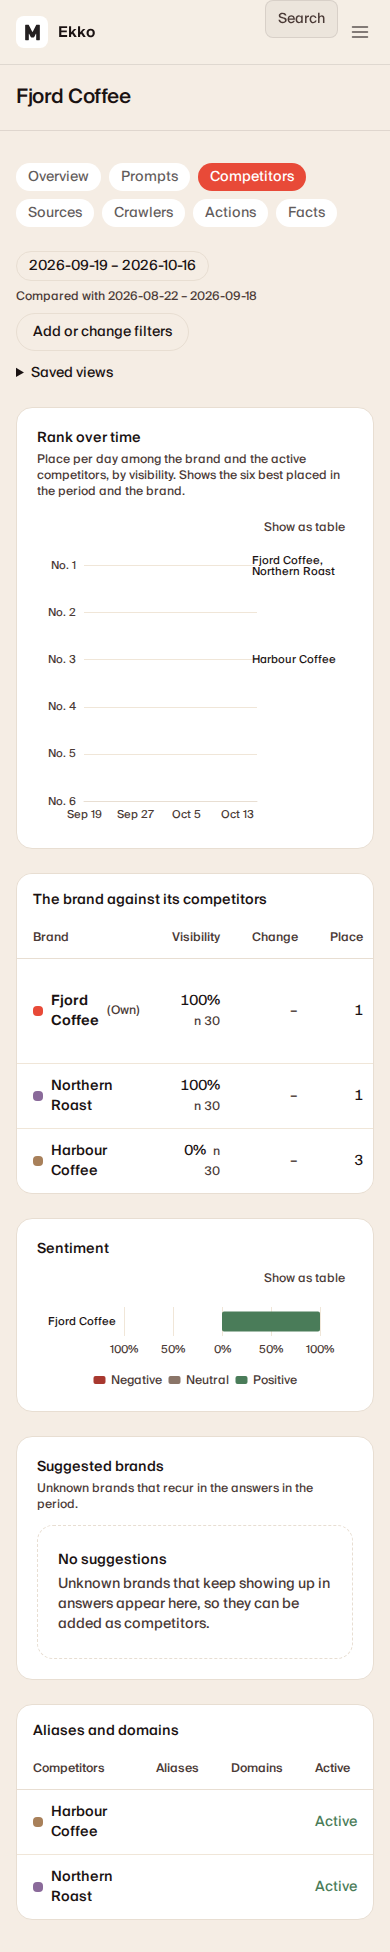 M Ekko
Search
Fjord Coffee
Overview Prompts Competitors
Sources Crawlers Actions Facts
2026-09-19 – 2026-10-16
Compared with 2026-08-22 – 2026-09-18
Add or change filters
Saved views
Rank over time
Place per day among the brand and the active
competitors, by visibility. Shows the six best placed in
the period and the brand.
Show as table
No. 1
Fjord Coffee,
Northern Roast
No. 2
No. 3
Harbour Coffee
No. 4
No. 5
No. 6
Sep 19 Sep 27 Oct 5 Oct 13
The brand against its competitors
Brand Visibility Change Place
Fjord
Coffee
(Own)
100%
n 30
–
1
Northern
Roast
100%
n 30
–
1
Harbour
Coffee
0% n
30
–
3
Sentiment
Show as table
Fjord Coffee
100% 50% 0% 50% 100%
Negative Neutral Positive
Suggested brands
Unknown brands that recur in the answers in the
period.
No suggestions
Unknown brands that keep showing up in
answers appear here, so they can be
added as competitors.
Aliases and domains
Competitors Aliases Domains Active
Harbour
Coffee
Active
Northern
Roast
Active